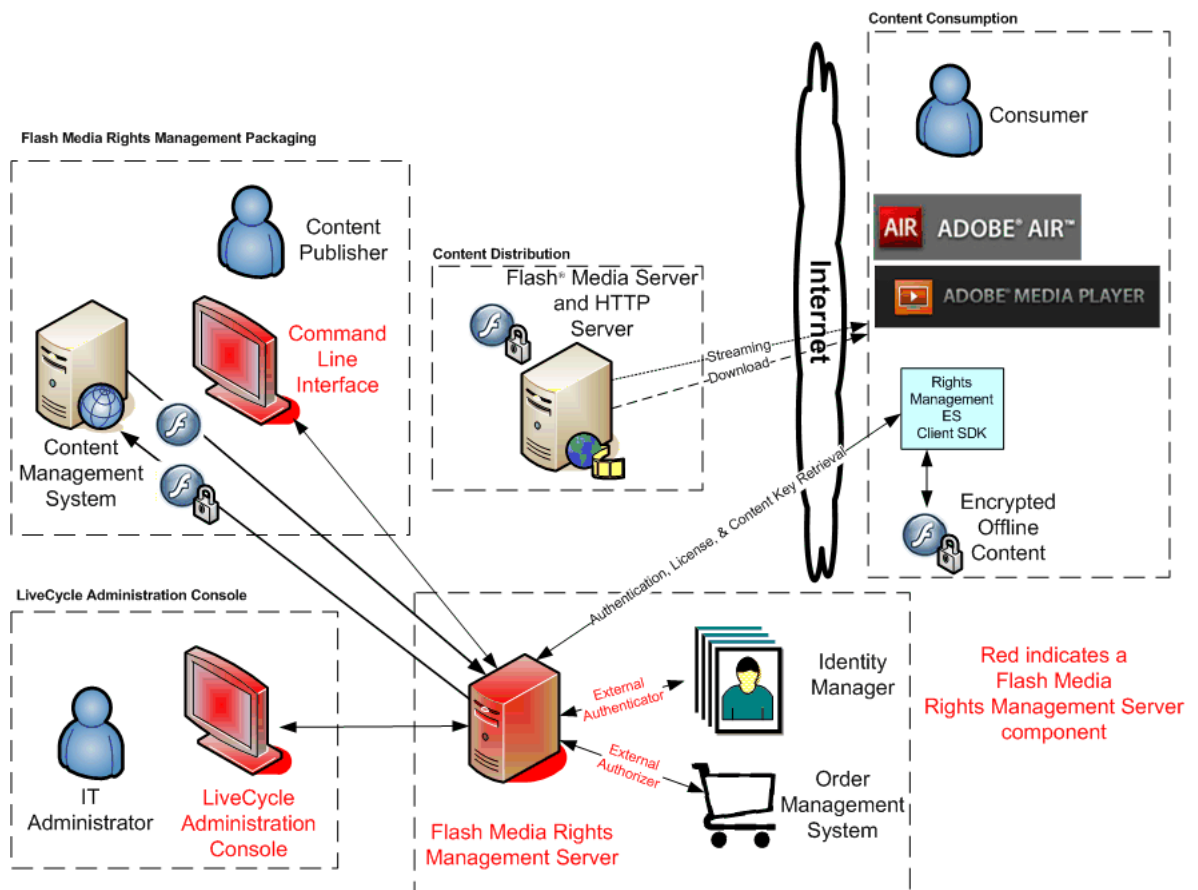 Content Consumption
Consumer
AIR ADOBE® AIR™
ADOBE® MEDIA PLAYER
Rights
Management
ES
Client SDK
Encrypted
Offline
Content
Internet
Flash Media Rights Management Packaging
Content
Publisher
Command
Line
Interface
Content
Management
System
Content Distribution
Flash® Media Server
and HTTP
Server
Streaming
Download
Authentication, License, & Content Key Retrieval
LiveCycle Administration Console
IT
Administrator
LiveCycle
Administration
Console
Flash Media Rights
Management Server
External
Authenticator
External
Authorizer
Identity
Manager
Order
Management
System
Red indicates a
Flash Media
Rights Management Server
component